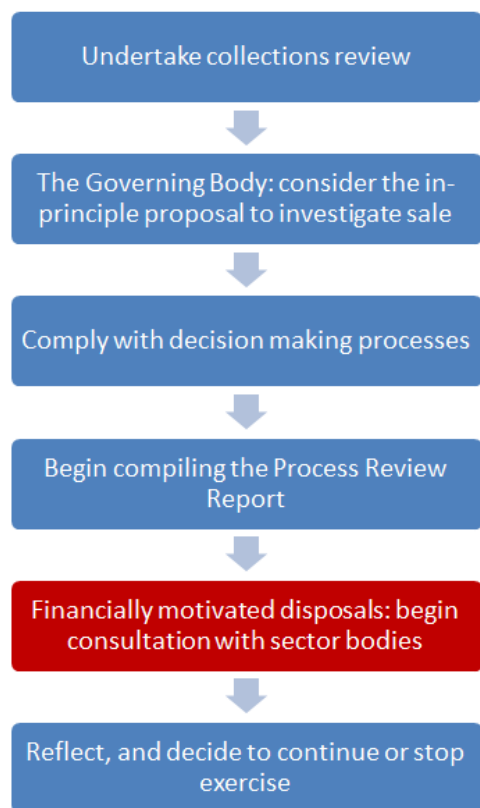 Undertake collections review
The Governing Body: consider the in-
principle proposal to investigate sale
Comply with decision making processes
Begin compiling the Process Review
Report
Financially motivated disposals: begin
consultation with sector bodies
Reflect, and decide to continue or stop
exercise